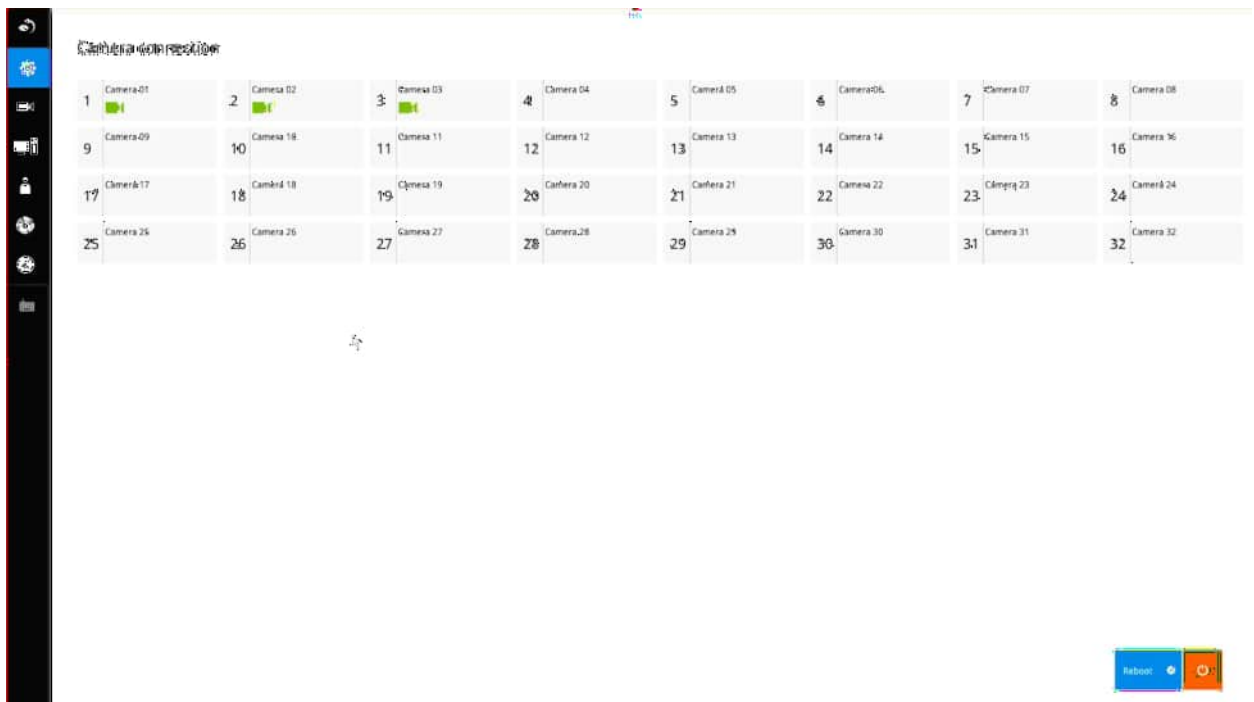 Camera connection
1 Camera 01
2 Camera 02
3 Camera 03
4 Camera 04
5 Camera 05
6 Camera 06
7 Camera 07
8 Camera 08
9 Camera 09
10 Camera 10
11 Camera 11
12 Camera 12
13 Camera 13
14 Camera 14
15 Camera 15
16 Camera 16
17 Camera 17
18 Camera 18
19 Camera 19
20 Camera 20
21 Camera 21
22 Camera 22
23 Camera 23
24 Camera 24
25 Camera 25
26 Camera 26
27 Camera 27
28 Camera 28
29 Camera 29
30 Camera 30
31 Camera 31
32 Camera 32
Reboot